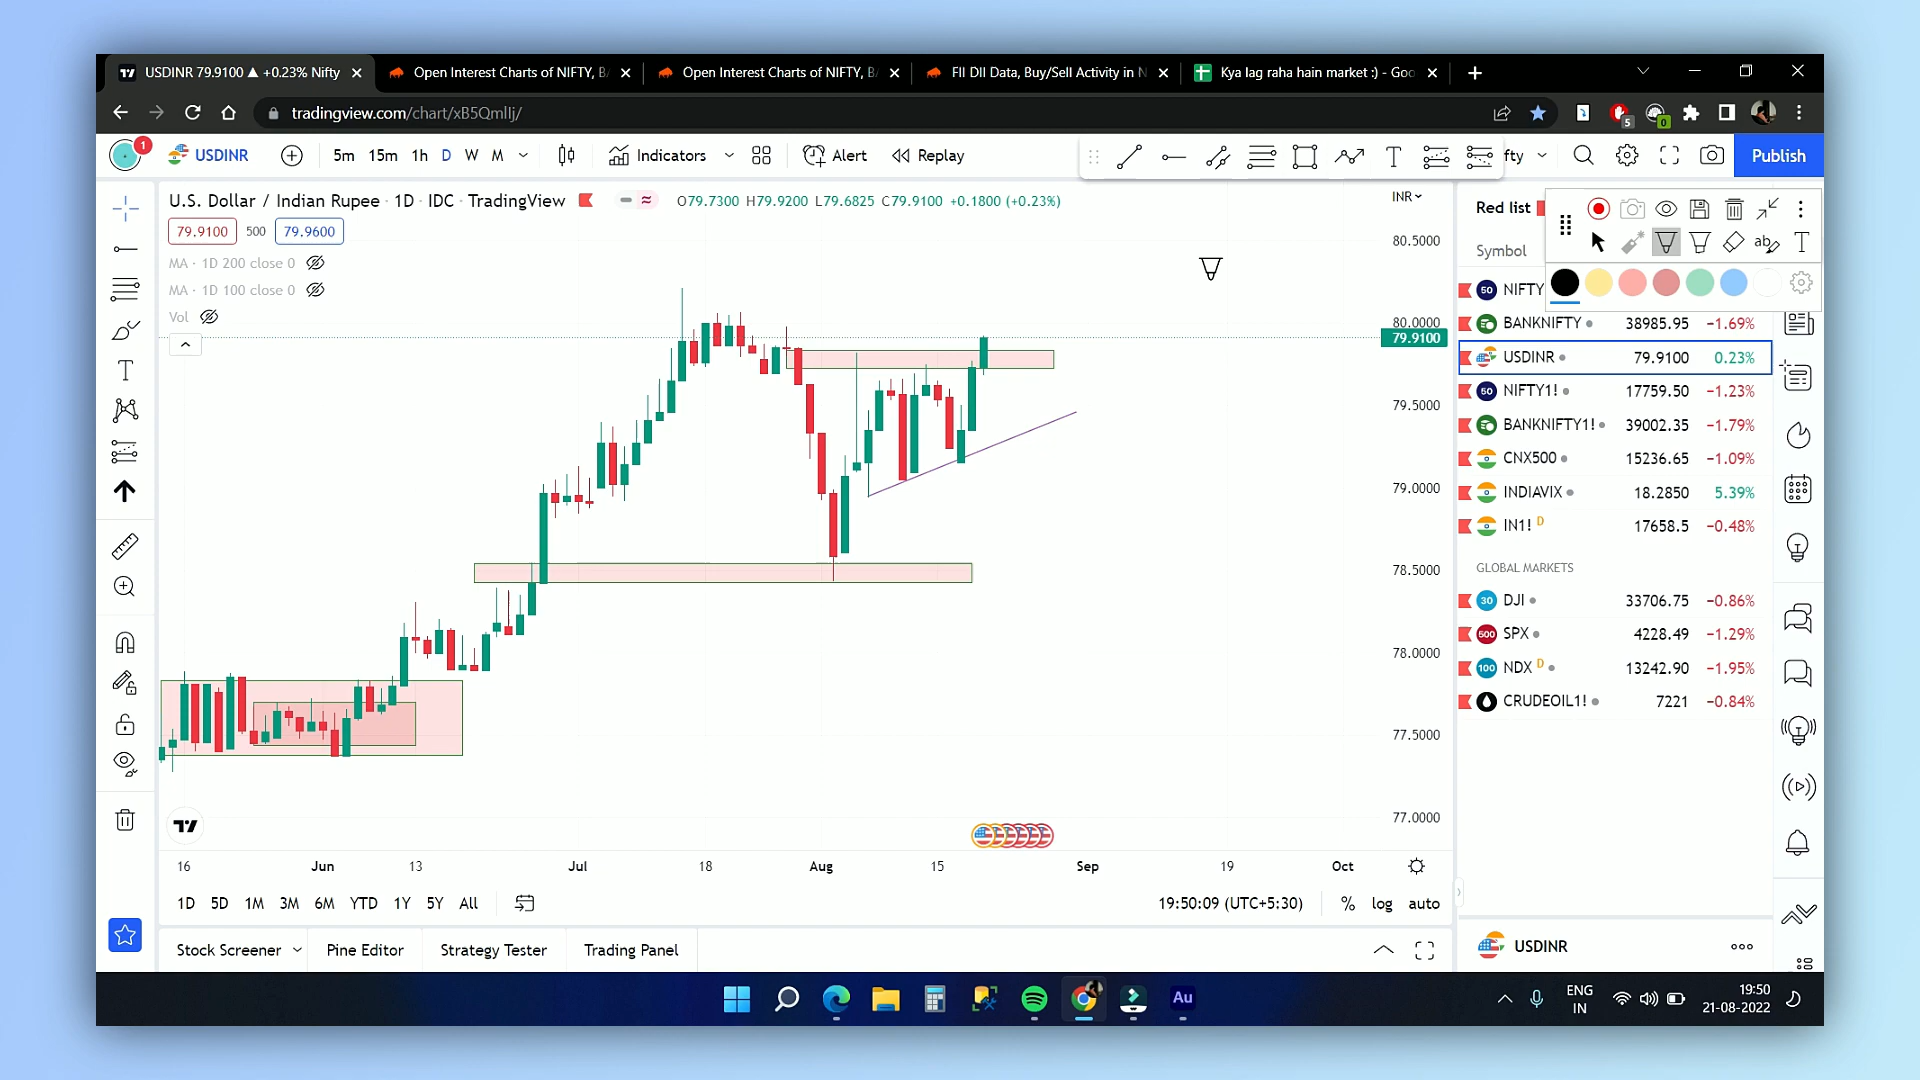 USDINR 79.9100 ▲ +0.23% Nifty
Open Interest Charts of NIFTY, B
Open Interest Charts of NIFTY, B
FII DII Data, Buy/Sell Activity in N
Kya lag raha hain market :) - Goo
tradingview.com/chart/xB5QmlIj/
5
0
1
USDINR
5m
15m
1h
D
W
M
Indicators
Alert
Replay
fty
Publish
U.S. Dollar / Indian Rupee · 1D · IDC · TradingView
O79.7300 H79.9200 L79.6825 C79.9100 +0.1800 (+0.23%)
INR
79.9100
500
79.9600
MA · 1D 200 close 0
MA · 1D 100 close 0
Vol
80.5000
80.0000
79.9100
79.5000
79.0000
78.5000
78.0000
77.5000
77.0000
16
Jun
13
Jul
18
Aug
15
Sep
19
Oct
1D
5D
1M
3M
6M
YTD
1Y
5Y
All
19:50:09 (UTC+5:30)
%
log
auto
Stock Screener
Pine Editor
Strategy Tester
Trading Panel
Red list
Symbol
50 NIFTY
BANKNIFTY 38985.95 −1.69%
USDINR 79.9100 0.23%
50 NIFTY1! 17759.50 −1.23%
BANKNIFTY1! 39002.35 −1.79%
CNX500 15236.65 −1.09%
INDIAVIX 18.2850 5.39%
IN1! D 17658.5 −0.48%
GLOBAL MARKETS
30 DJI 33706.75 −0.86%
500 SPX 4228.49 −1.29%
100 NDX D 13242.90 −1.95%
CRUDEOIL1! 7221 −0.84%
USDINR
Au
ENG
IN
19:50
21-08-2022